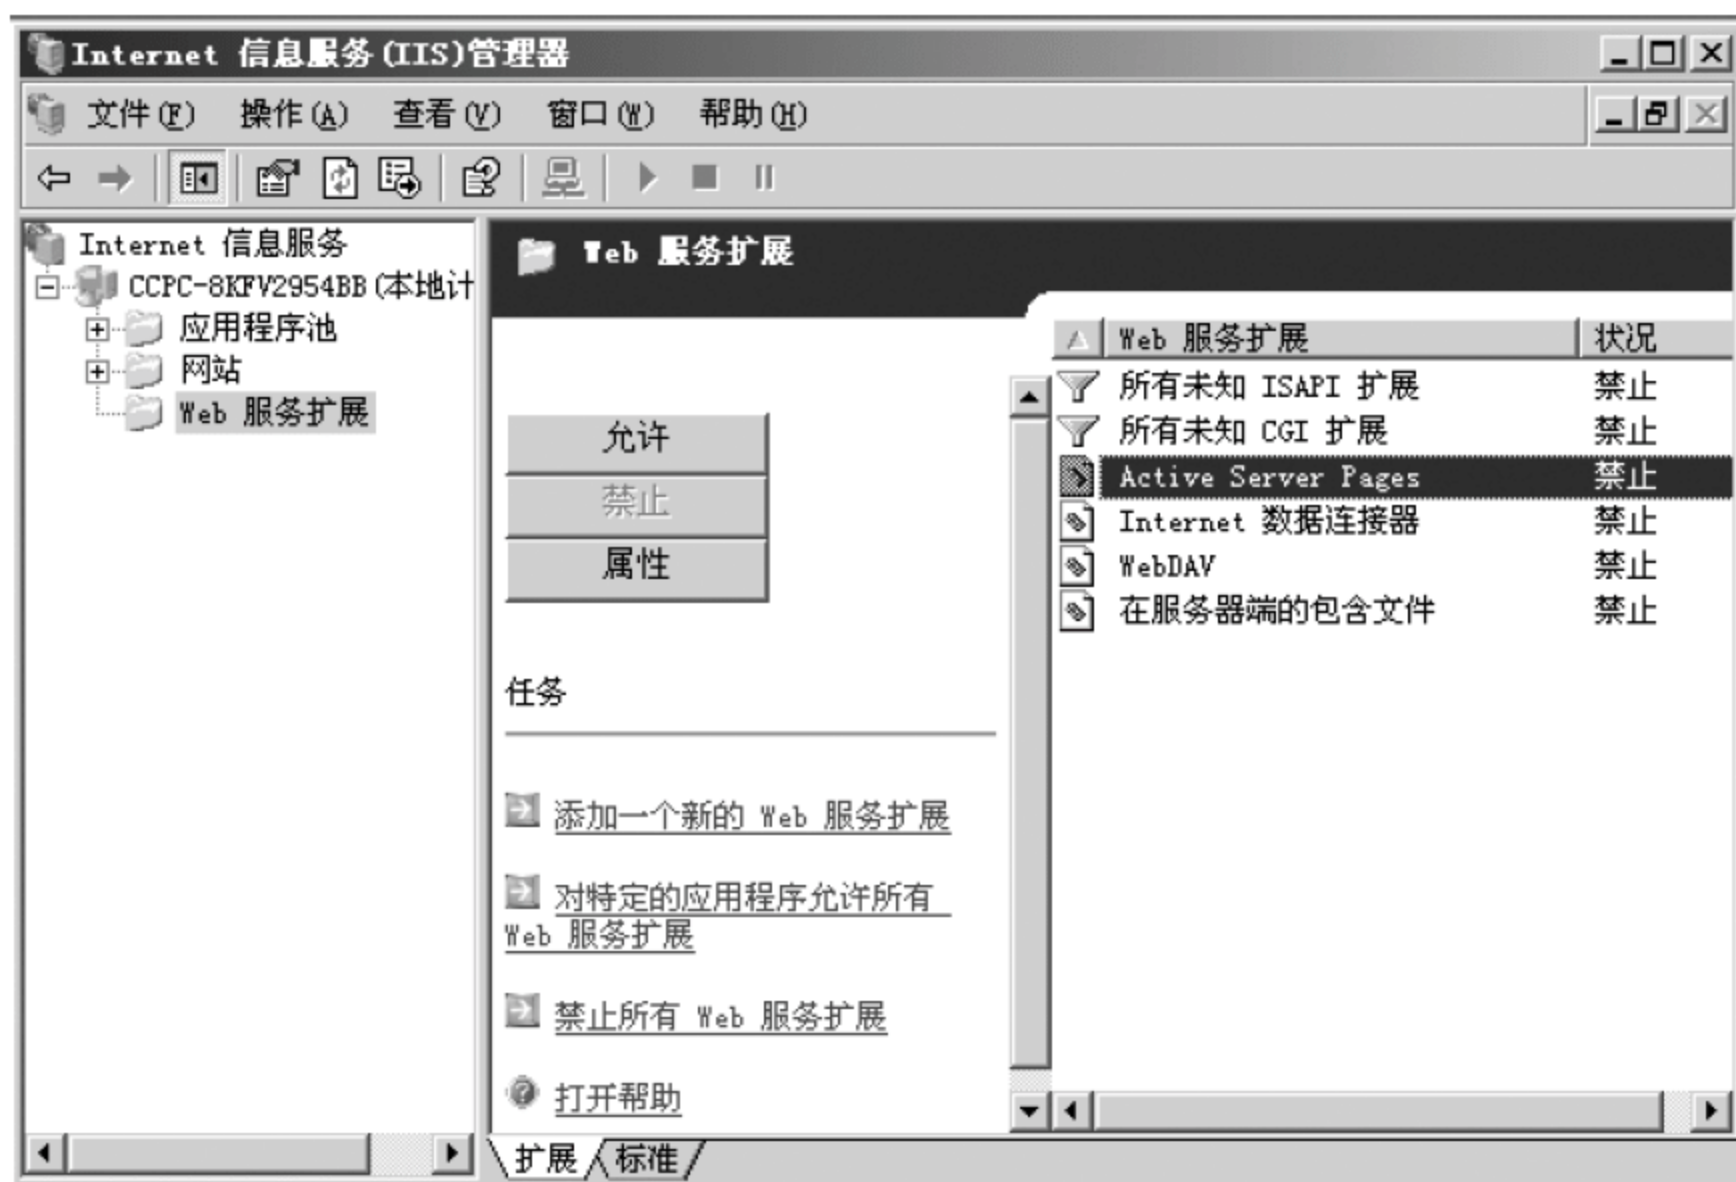 Internet 信息服务(IIS)管理器
文件(F) 操作(A) 查看(V) 窗口(W) 帮助(H)
Internet 信息服务
CCPC-8KFV2954BB(本地计
应用程序池
网站
Web 服务扩展
Web 服务扩展
允许
禁止
属性
任务
添加一个新的 Web 服务扩展
对特定的应用程序允许所有
Web 服务扩展
禁止所有 Web 服务扩展
打开帮助
Web 服务扩展 状况
所有未知 ISAPI 扩展 禁止
所有未知 CGI 扩展 禁止
Active Server Pages 禁止
Internet 数据连接器 禁止
WebDAV 禁止
在服务器端的包含文件 禁止
扩展 标准